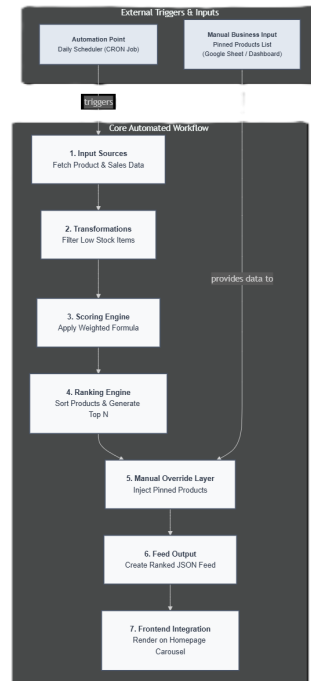 External Triggers & Inputs
Automation Point
Daily Scheduler (CRON Job)
Manual Business Input
Pinned Products List
(Google Sheet / Dashboard)
triggers
Core Automated Workflow
1. Input Sources
Fetch Product & Sales Data
2. Transformations
Filter Low Stock Items
provides data to
3. Scoring Engine
Apply Weighted Formula
4. Ranking Engine
Sort Products & Generate
Top N
5. Manual Override Layer
Inject Pinned Products
6. Feed Output
Create Ranked JSON Feed
7. Frontend Integration
Render on Homepage
Carousel